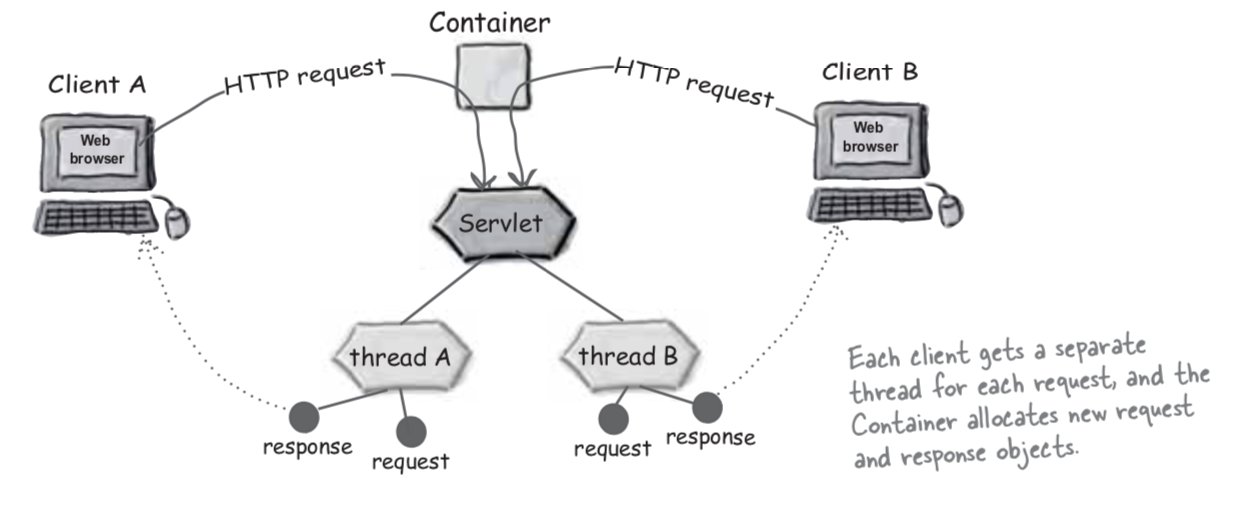 Container
Client A
HTTP request
HTTP request
Client B
Web
browser
Web
browser
Servlet
thread A
thread B
response
request
request
response
Each client gets a separate
thread for each request, and the
Container allocates new request
and response objects.